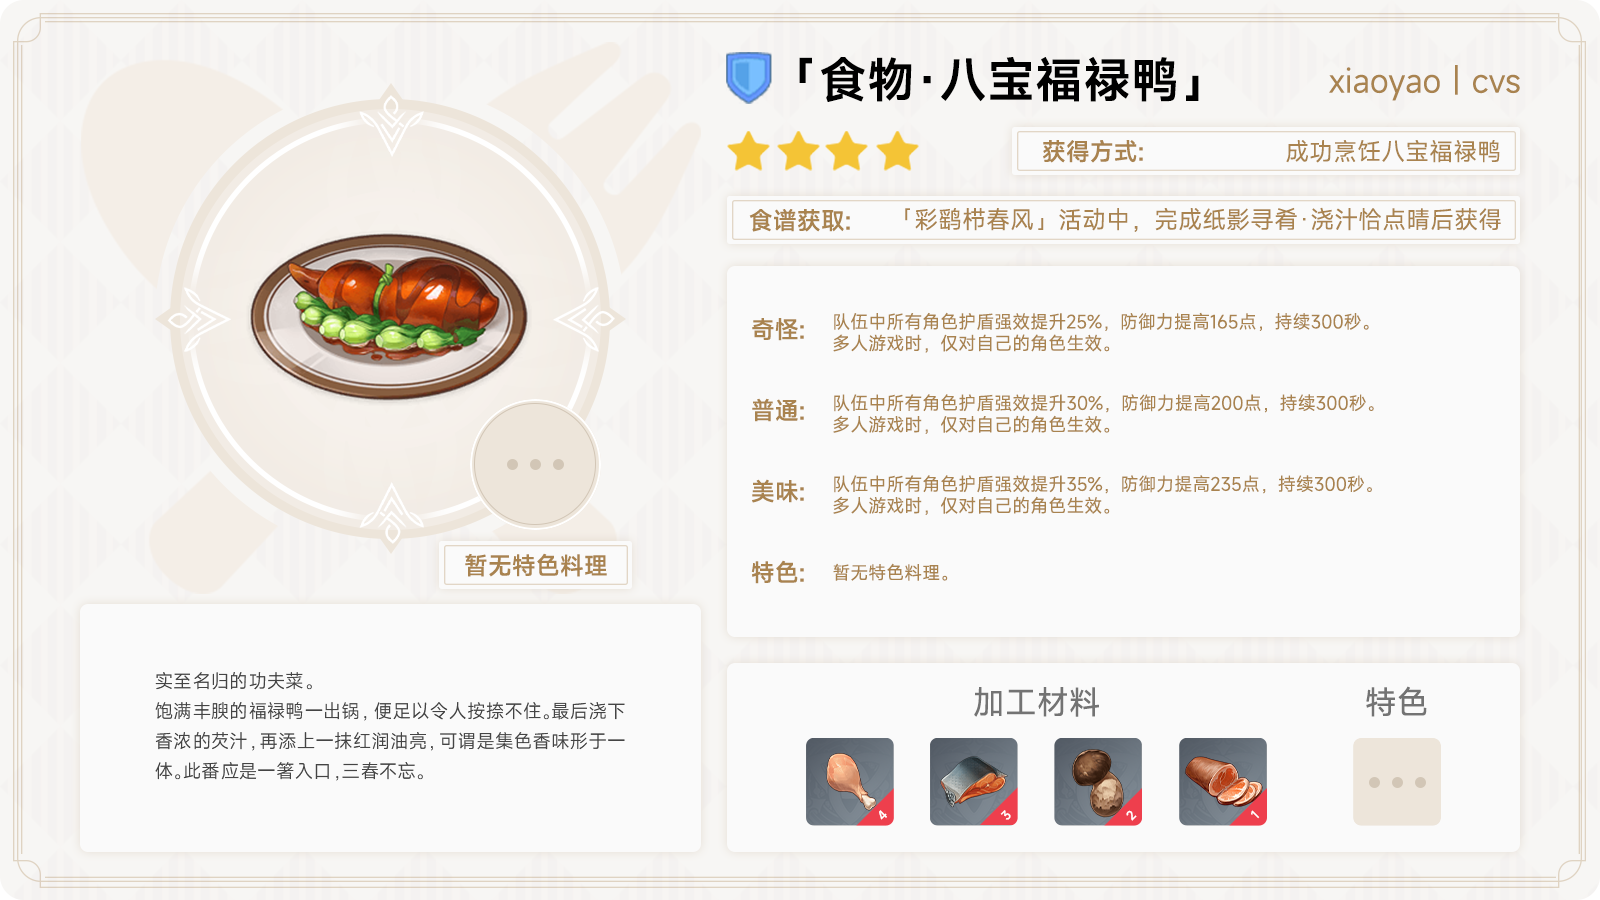 「食物·八宝福禄鸭」
xiaoyao | cvs
获得方式:
成功烹饪八宝福禄鸭
食谱获取:
「彩鹞栉春风」活动中，完成纸影寻肴·浇汁恰点晴后获得
奇怪:
队伍中所有角色护盾强效提升25%，防御力提高165点，持续300秒。
多人游戏时，仅对自己的角色生效。
普通:
队伍中所有角色护盾强效提升30%，防御力提高200点，持续300秒。
多人游戏时，仅对自己的角色生效。
美味:
队伍中所有角色护盾强效提升35%，防御力提高235点，持续300秒。
多人游戏时，仅对自己的角色生效。
特色:
暂无特色料理。
暂无特色料理
实至名归的功夫菜。
饱满丰腴的福禄鸭一出锅，便足以令人按捺不住。最后浇下
香浓的芡汁，再添上一抹红润油亮，可谓是集色香味形于一
体。此番应是一箸入口，三春不忘。
加工材料
特色
4
3
2
1